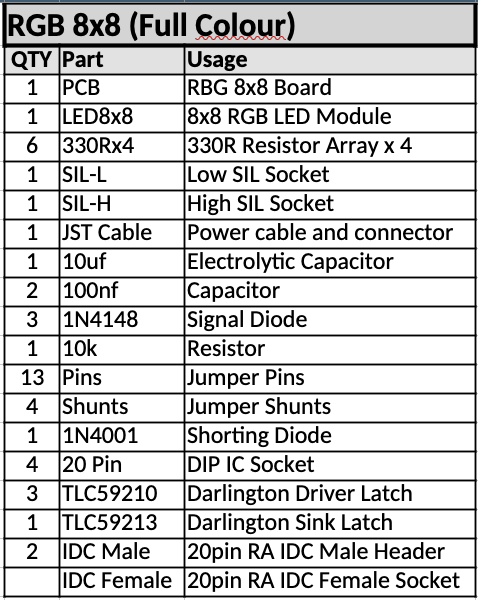 RGB 8x8 (Full Colour)
QTY Part Usage
1 PCB RBG 8x8 Board
1 LED8x8 8x8 RGB LED Module
6 330Rx4 330R Resistor Array x 4
1 SIL-L Low SIL Socket
1 SIL-H High SIL Socket
1 JST Cable Power cable and connector
1 10uf Electrolytic Capacitor
2 100nf Capacitor
3 1N4148 Signal Diode
1 10k Resistor
13 Pins Jumper Pins
4 Shunts Jumper Shunts
1 1N4001 Shorting Diode
4 20 Pin DIP IC Socket
3 TLC59210 Darlington Driver Latch
1 TLC59213 Darlington Sink Latch
2 IDC Male 20pin RA IDC Male Header
IDC Female 20pin RA IDC Female Socket